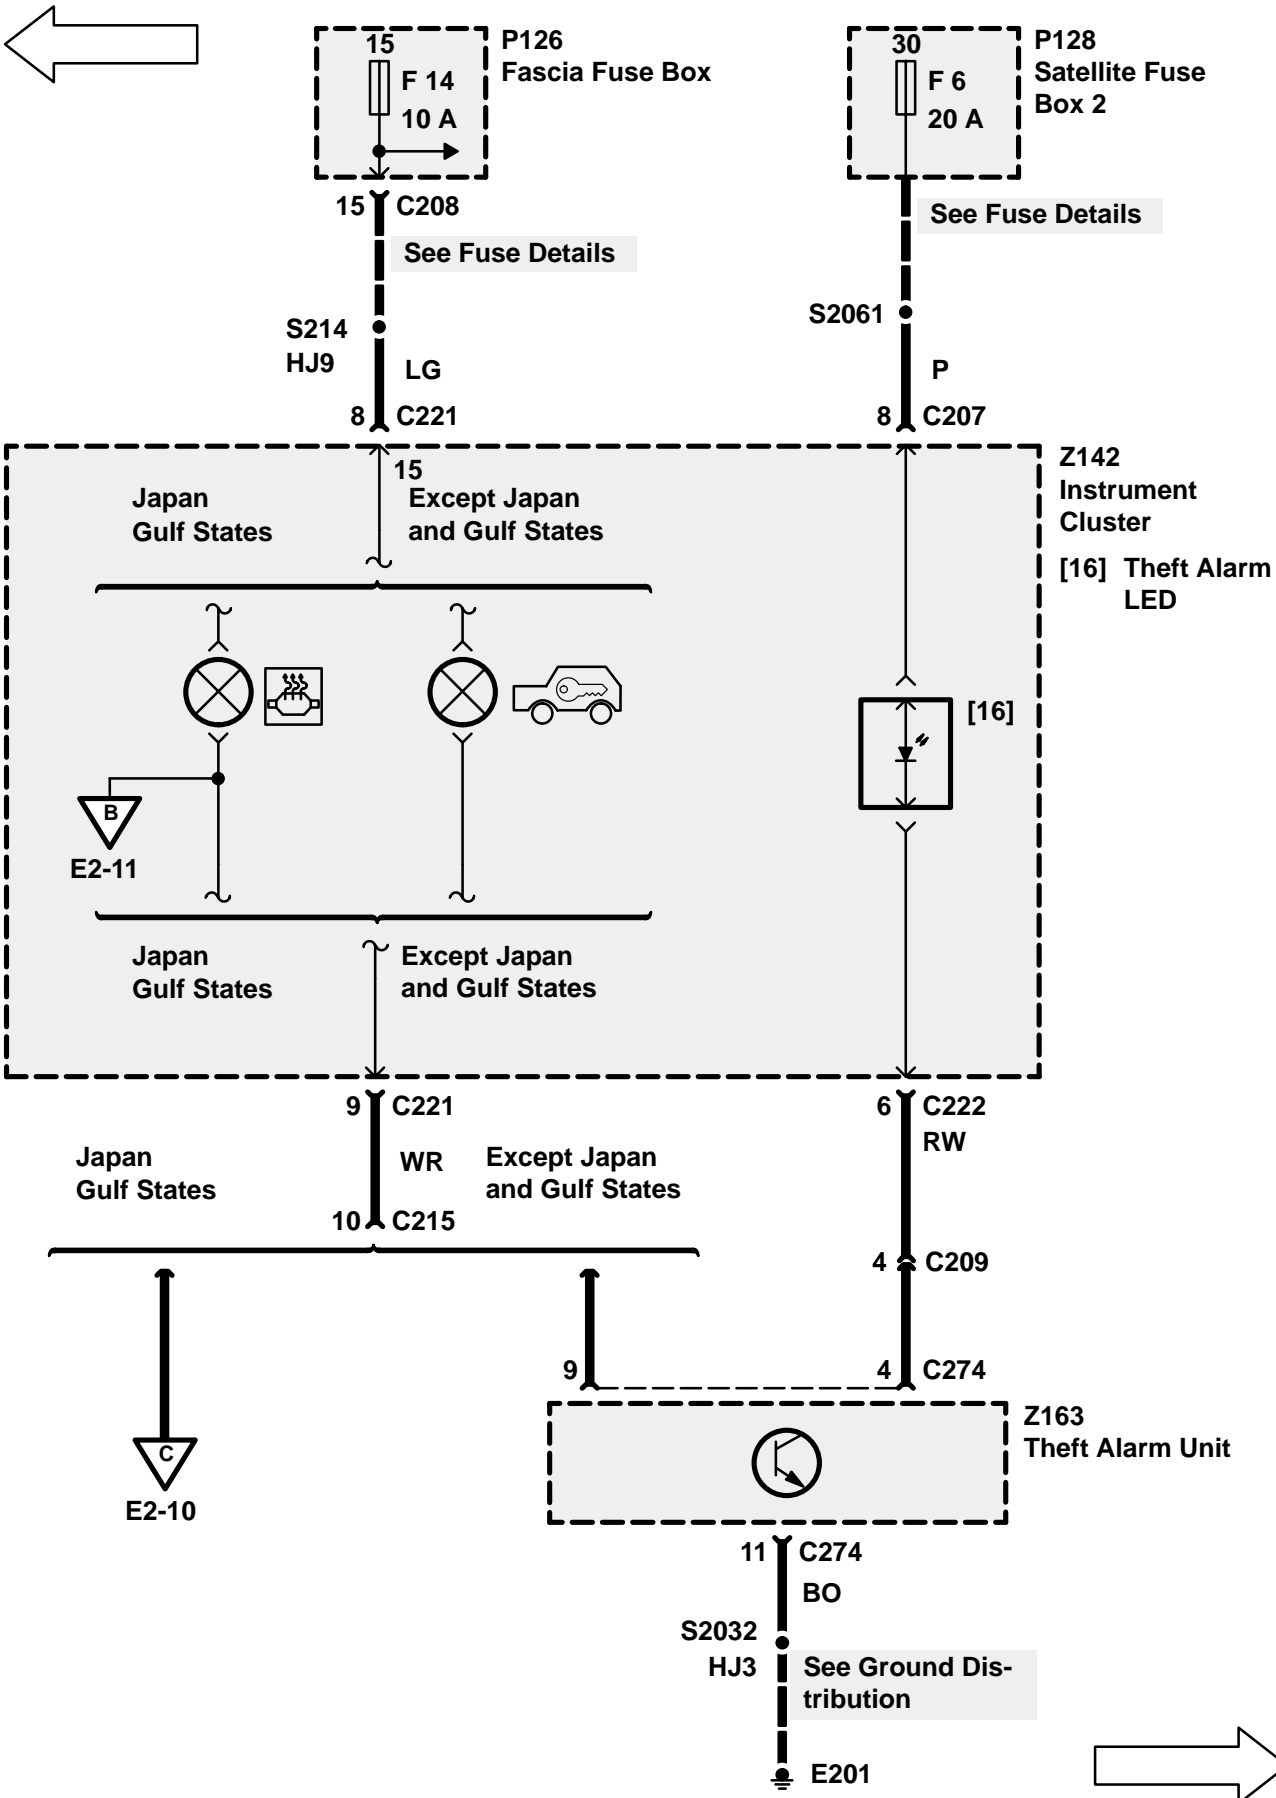 15
F 14
10 A
P126
Fascia Fuse Box
30
F 6
20 A
P128
Satellite Fuse
Box 2
15 C208
See Fuse Details
See Fuse Details
S214
HJ9
LG
S2061
P
8 C221
8 C207
15
Japan
Gulf States
Except Japan
and Gulf States
Z142
Instrument
Cluster
[16] Theft Alarm
LED
[16]
B
E2-11
Japan
Gulf States
Except Japan
and Gulf States
9 C221
WR
6 C222
RW
Japan
Gulf States
Except Japan
and Gulf States
10 C215
4 C209
9
4 C274
C
E2-10
Z163
Theft Alarm Unit
11 C274
BO
S2032
HJ3
See Ground Dis-
tribution
E201